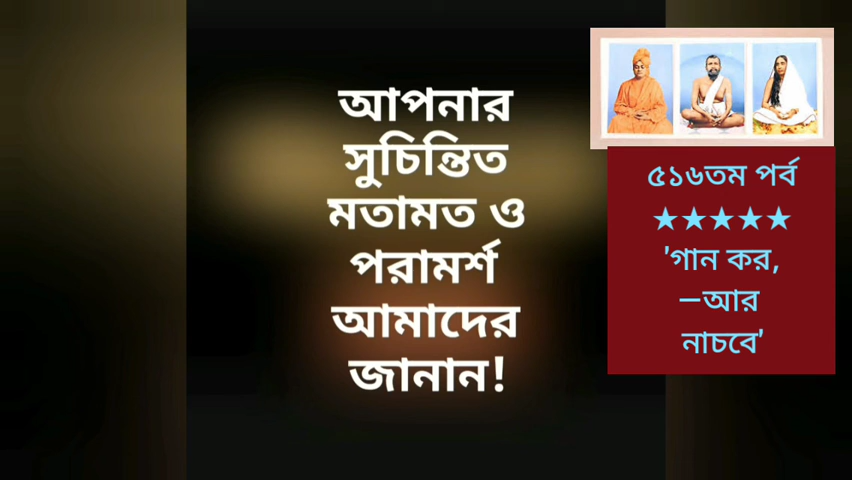 আপনার
সুচিন্তিত
মতামত ও
পরামর্শ
আমাদের
জানান!
৫১৬তম পর্ব
★★★★★
'গান কর,
—আর
নাচবে'